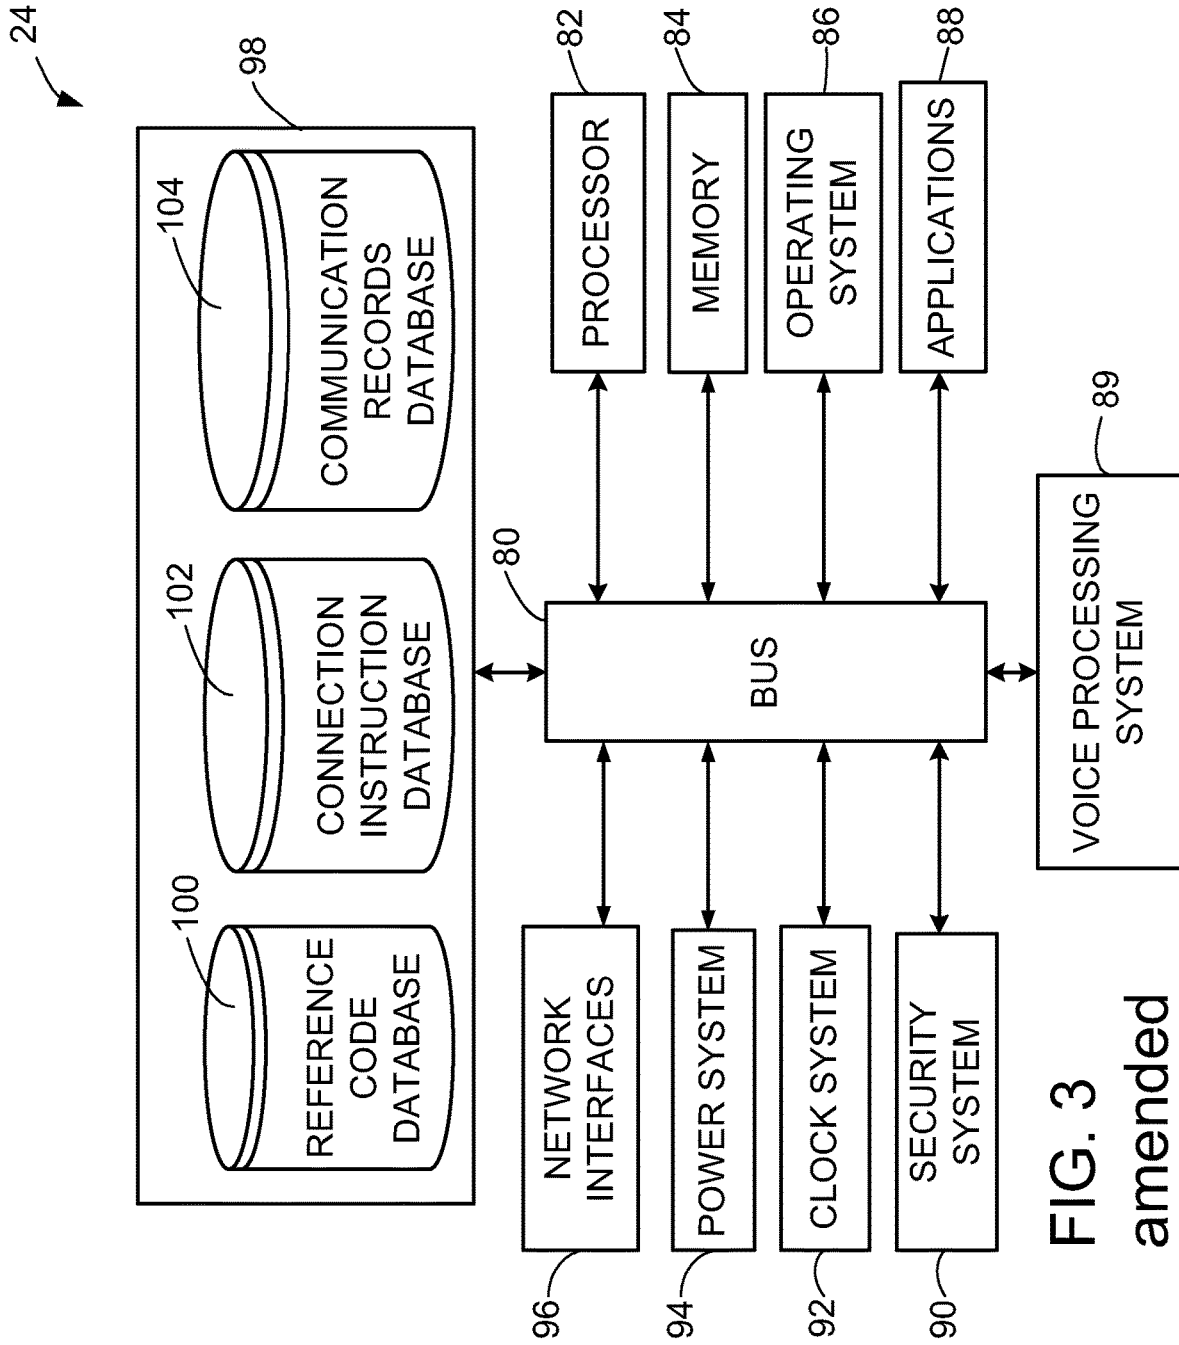 24
98
100
REFERENCE
CODE
DATABASE
102
CONNECTION
INSTRUCTION
DATABASE
104
COMMUNICATION
RECORDS
DATABASE
96
NETWORK
INTERFACES
94
POWER SYSTEM
92
CLOCK SYSTEM
90
SECURITY
SYSTEM
80
BUS
82
PROCESSOR
84
MEMORY
86
OPERATING
SYSTEM
88
APPLICATIONS
89
VOICE PROCESSING
SYSTEM
FIG. 3
amended